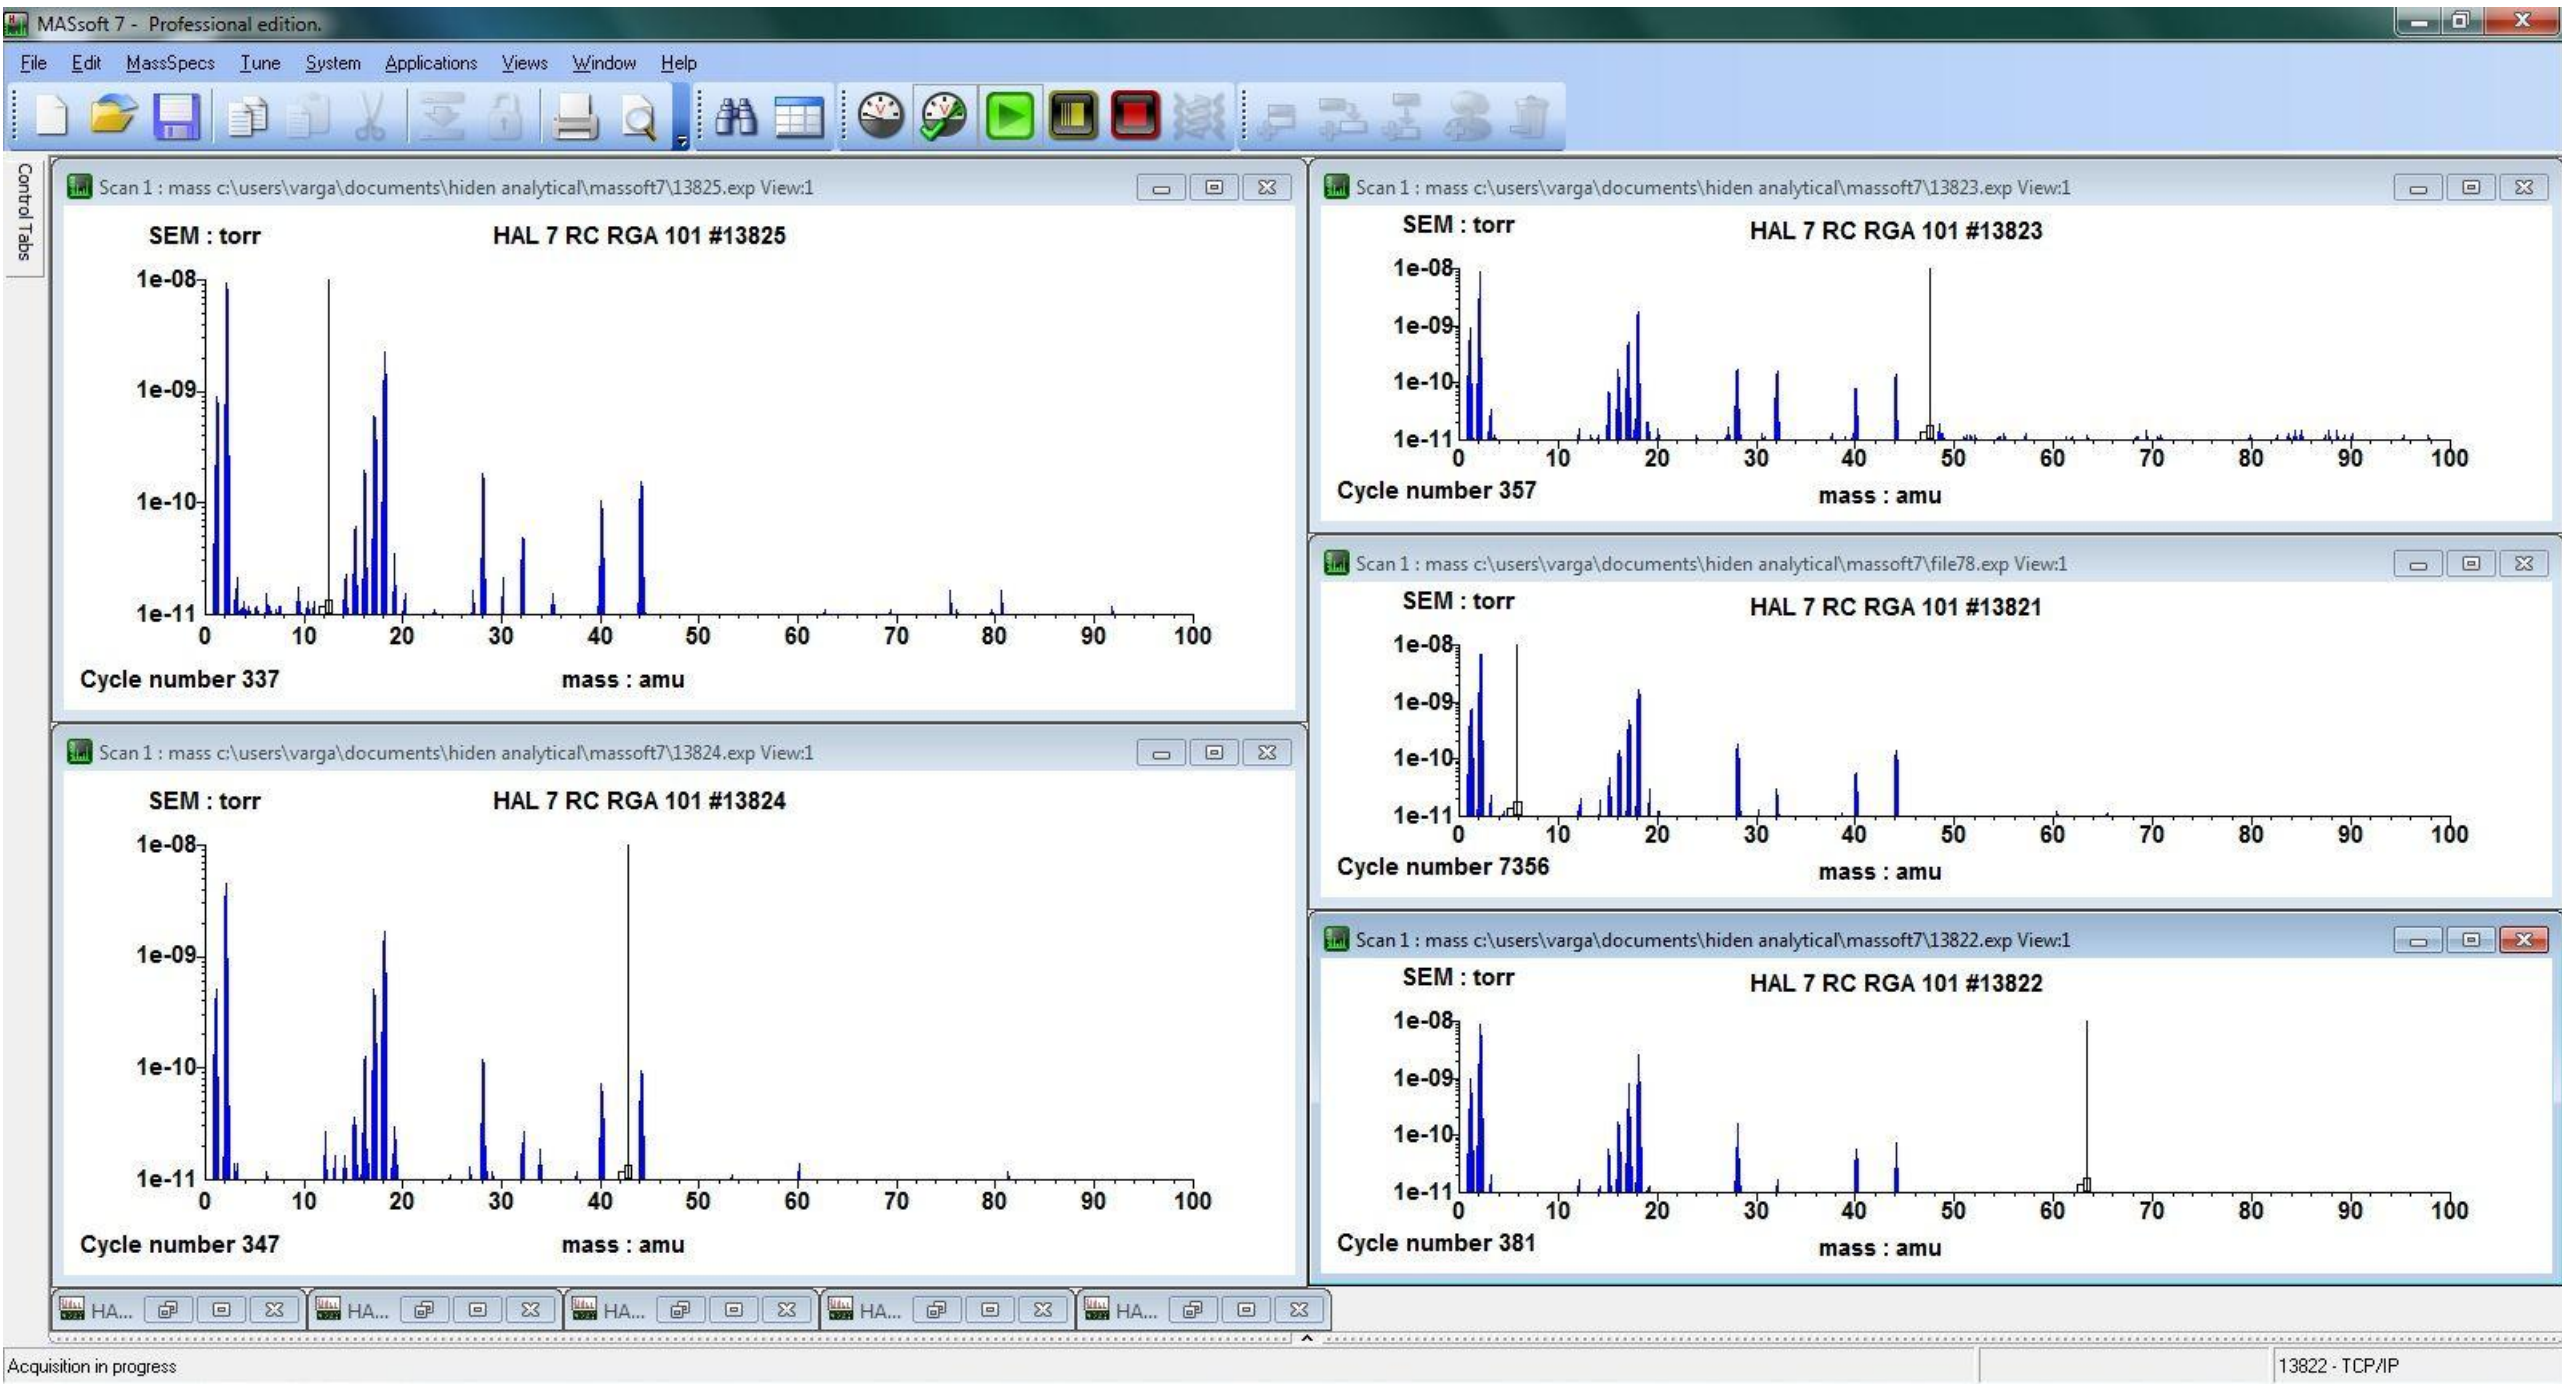 MASsoft 7 - Professional edition.
File Edit MassSpecs Tune System Applications Views Window Help
Control Tabs
Scan 1 : mass c:\users\varga\documents\hiden analytical\massoft7\13825.exp View:1
SEM : torr
HAL 7 RC RGA 101 #13825
1e-08
1e-09
1e-10
1e-11
0 10 20 30 40 50 60 70 80 90 100
Cycle number 337
mass : amu
Scan 1 : mass c:\users\varga\documents\hiden analytical\massoft7\13824.exp View:1
SEM : torr
HAL 7 RC RGA 101 #13824
1e-08
1e-09
1e-10
1e-11
0 10 20 30 40 50 60 70 80 90 100
Cycle number 347
mass : amu
Scan 1 : mass c:\users\varga\documents\hiden analytical\massoft7\13823.exp View:1
SEM : torr
HAL 7 RC RGA 101 #13823
1e-08
1e-09
1e-10
1e-11
0 10 20 30 40 50 60 70 80 90 100
Cycle number 357
mass : amu
Scan 1 : mass c:\users\varga\documents\hiden analytical\massoft7\file78.exp View:1
SEM : torr
HAL 7 RC RGA 101 #13821
1e-08
1e-09
1e-10
1e-11
0 10 20 30 40 50 60 70 80 90 100
Cycle number 7356
mass : amu
Scan 1 : mass c:\users\varga\documents\hiden analytical\massoft7\13822.exp View:1
SEM : torr
HAL 7 RC RGA 101 #13822
1e-08
1e-09
1e-10
1e-11
0 10 20 30 40 50 60 70 80 90 100
Cycle number 381
mass : amu
HA... HA... HA... HA... HA...
Acquisition in progress
13822 - TCP/IP